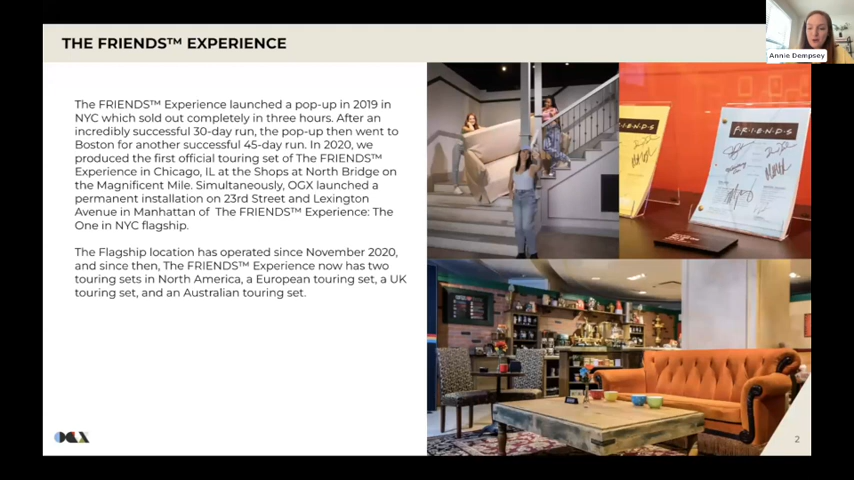 THE FRIENDS™ EXPERIENCE
Annie Dempsey
The FRIENDS™ Experience launched a pop-up in 2019 in
NYC which sold out completely in three hours. After an
incredibly successful 30-day run, the pop-up then went to
Boston for another successful 45-day run. In 2020, we
produced the first official touring set of The FRIENDS™
Experience in Chicago, IL at the Shops at North Bridge on
the Magnificent Mile. Simultaneously, OGX launched a
permanent installation on 23rd Street and Lexington
Avenue in Manhattan of The FRIENDS™ Experience: The
One in NYC flagship.
The Flagship location has operated since November 2020,
and since then, The FRIENDS™ Experience now has two
touring sets in North America, a European touring set, a UK
touring set, and an Australian touring set.
F·R·I·E·N·D·S
OGX
2